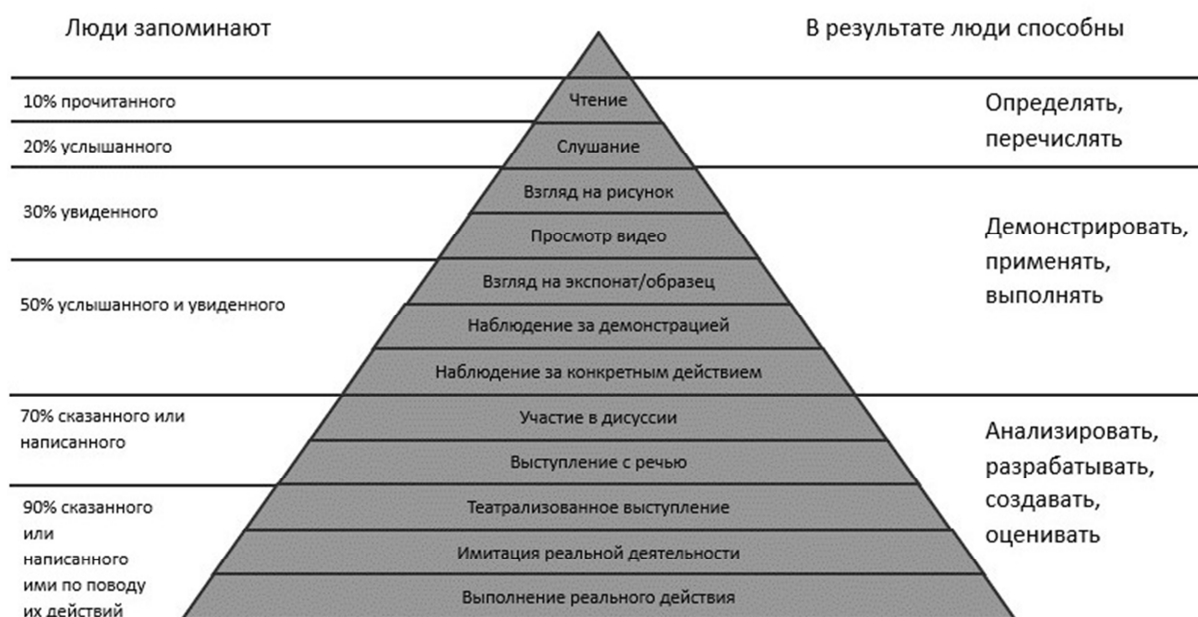 Люди запоминают
В результате люди способны
10% прочитанного
20% услышанного
30% увиденного
50% услышанного и увиденного
70% сказанного или
написанного
90% сказанного
или
написанного
ими по поводу
их действий
Чтение
Слушание
Взгляд на рисунок
Просмотр видео
Взгляд на экспонат/образец
Наблюдение за демонстрацией
Наблюдение за конкретным действием
Участие в дисуссии
Выступление с речью
Театрализованное выступление
Имитация реальной деятельности
Выполнение реального действия
Определять,
перечислять
Демонстрировать,
применять,
выполнять
Анализировать,
разрабатывать,
создавать,
оценивать